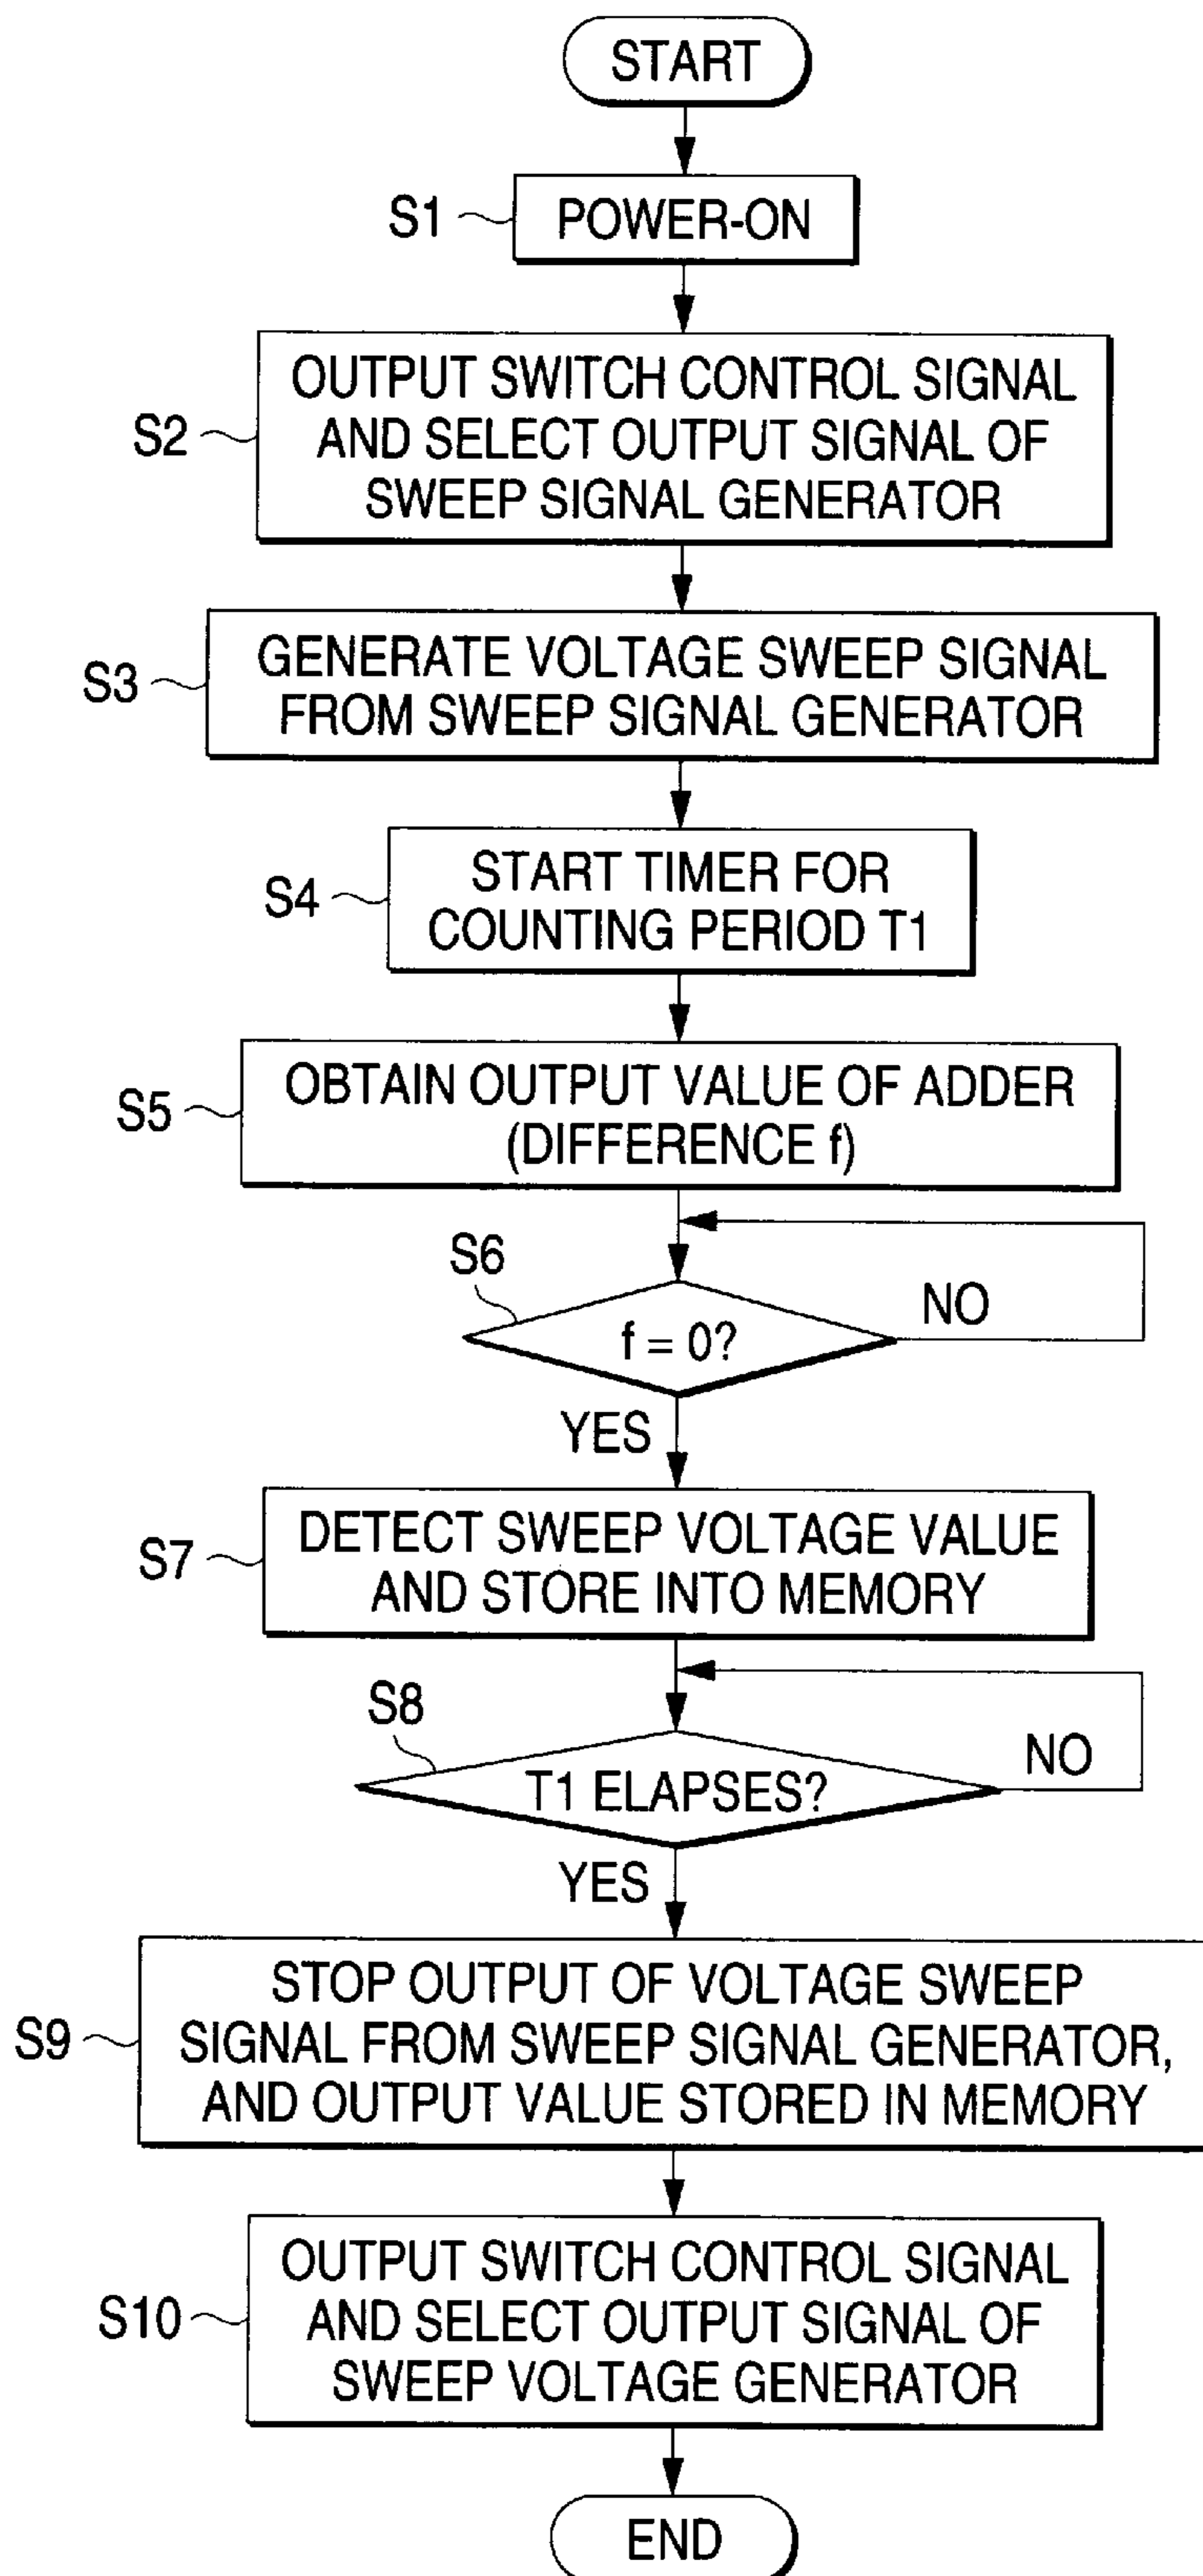 START
S1
POWER-ON
S2
OUTPUT SWITCH CONTROL SIGNAL
AND SELECT OUTPUT SIGNAL OF
SWEEP SIGNAL GENERATOR
S3
GENERATE VOLTAGE SWEEP SIGNAL
FROM SWEEP SIGNAL GENERATOR
S4
START TIMER FOR
COUNTING PERIOD T1
S5
OBTAIN OUTPUT VALUE OF ADDER
(DIFFERENCE f)
S6
f = 0?
NO
YES
S7
DETECT SWEEP VOLTAGE VALUE
AND STORE INTO MEMORY
S8
T1 ELAPSES?
NO
YES
S9
STOP OUTPUT OF VOLTAGE SWEEP
SIGNAL FROM SWEEP SIGNAL GENERATOR,
AND OUTPUT VALUE STORED IN MEMORY
S10
OUTPUT SWITCH CONTROL SIGNAL
AND SELECT OUTPUT SIGNAL OF
SWEEP VOLTAGE GENERATOR
END